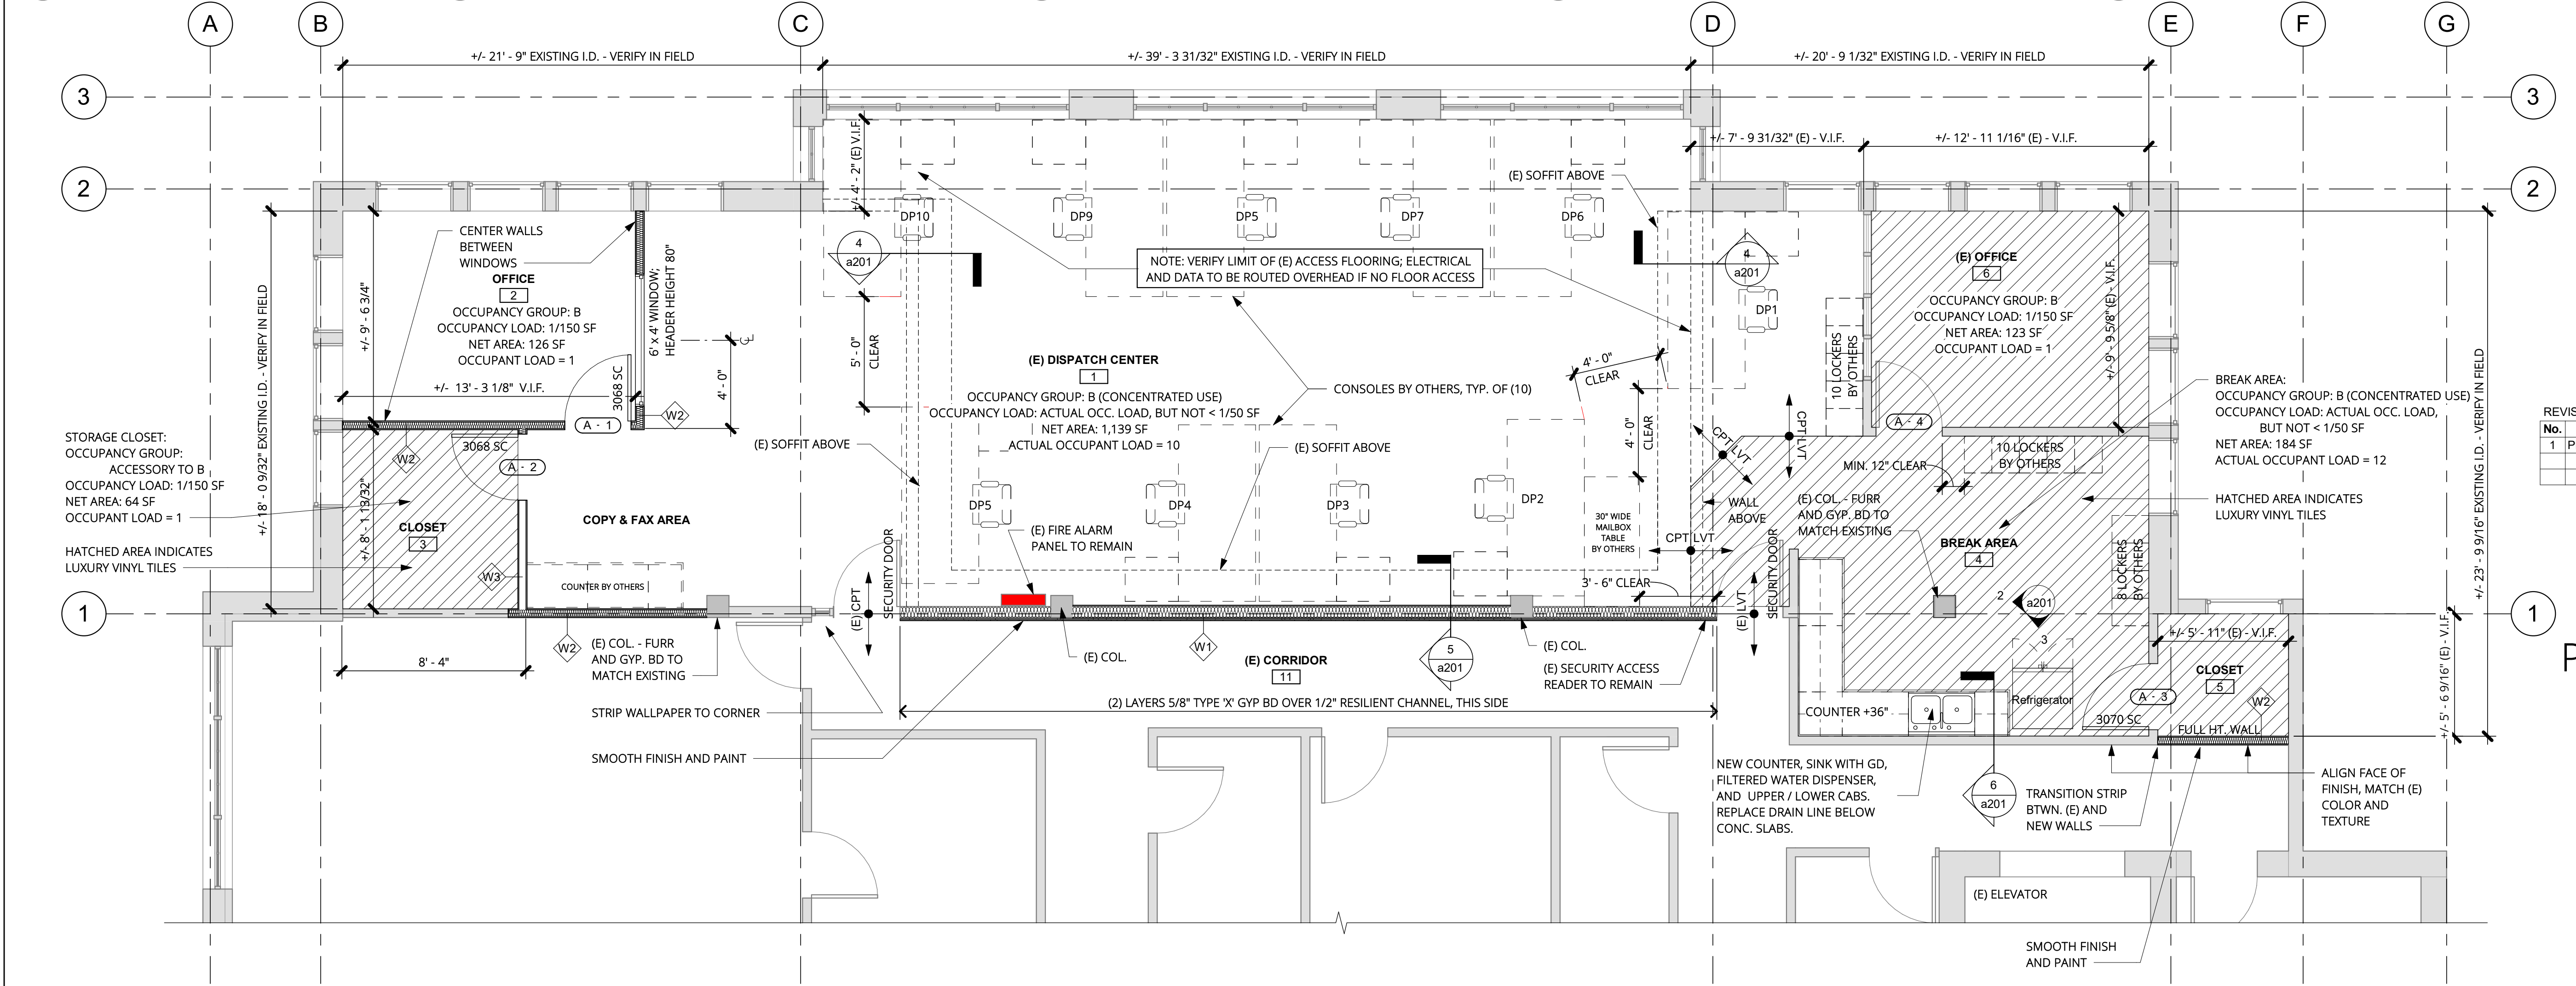 A
B
C
D
E
F
G
+/- 21' - 9" EXISTING I.D. - VERIFY IN FIELD
+/- 39' - 3 31/32" EXISTING I.D. - VERIFY IN FIELD
+/- 20' - 9 1/32" EXISTING I.D. - VERIFY IN FIELD
3
3
+/- 7' - 9 31/32" (E) - V.I.F.
+/- 12' - 11 1/16" (E) - V.I.F.
+/- 4' - 2" (E) V.I.F.
2
2
(E) SOFFIT ABOVE
DP10
DP9
DP5
DP7
DP6
CENTER WALLS
BETWEEN
WINDOWS
OFFICE
2
OCCUPANCY GROUP: B
OCCUPANCY LOAD: 1/150 SF
NET AREA: 126 SF
OCCUPANT LOAD = 1
+/- 13' - 3 1/8" V.I.F.
+/- 9' - 6 3/4"
+/- 18' - 0 9/32" EXISTING I.D. - VERIFY IN FIELD
6' x 4' WINDOW;
HEADER HEIGHT 80"
3068 SC
W2
A - 1
CL
4' - 0"
4
a201
5' - 0"
CLEAR
NOTE: VERIFY LIMIT OF (E) ACCESS FLOORING; ELECTRICAL
AND DATA TO BE ROUTED OVERHEAD IF NO FLOOR ACCESS
4
a201
DP1
(E) OFFICE
6
OCCUPANCY GROUP: B
OCCUPANCY LOAD: 1/150 SF
NET AREA: 123 SF
OCCUPANT LOAD = 1
+/- 9' - 9 5/8"(E) - V.I.F.
10 LOCKERS
BY OTHERS
(E) DISPATCH CENTER
1
OCCUPANCY GROUP: B (CONCENTRATED USE)
OCCUPANCY LOAD: ACTUAL OCC. LOAD, BUT NOT < 1/50 SF
NET AREA: 1,139 SF
ACTUAL OCCUPANT LOAD = 10
CONSOLES BY OTHERS, TYP. OF (10)
4' - 0"
CLEAR
4' - 0"
CLEAR
BREAK AREA:
OCCUPANCY GROUP: B (CONCENTRATED USE)
OCCUPANCY LOAD: ACTUAL OCC. LOAD,
BUT NOT < 1/50 SF
NET AREA: 184 SF
ACTUAL OCCUPANT LOAD = 12
+/- 23' - 9 9/16" EXISTING I.D. - VERIFY IN FIELD
REVIS
No.
1 P
STORAGE CLOSET:
OCCUPANCY GROUP:
ACCESSORY TO B
OCCUPANCY LOAD: 1/150 SF
NET AREA: 64 SF
OCCUPANT LOAD = 1
W2
3068 SC
A - 2
+/- 8' - 1 13/32"
(E) SOFFIT ABOVE
(E) SOFFIT ABOVE
CPT LVT
CPT LVT
A - 4
10 LOCKERS
BY OTHERS
MIN. 12" CLEAR
CLOSET
3
COPY & FAX AREA
DP5
DP4
DP3
DP2
30" WIDE
MAILBOX
TABLE
BY OTHERS
WALL
ABOVE
(E) COL. - FURR
AND GYP. BD TO
MATCH EXISTING
HATCHED AREA INDICATES
LUXURY VINYL TILES
HATCHED AREA INDICATES
LUXURY VINYL TILES
(E) FIRE ALARM
PANEL TO REMAIN
SECURITY DOOR
(E) CPT
CPT LVT
SECURITY DOOR
(E) LVT
BREAK AREA
4
8 LOCKERS
BY OTHERS
W3
COUNTER BY OTHERS
3' - 6" CLEAR
2
a201
3
1
1
8' - 4"
W2
(E) COL. - FURR
AND GYP. BD TO
MATCH EXISTING
(E) COL.
W1
(E) CORRIDOR
11
5
a201
(E) COL.
(E) SECURITY ACCESS
READER TO REMAIN
+/- 5' - 11" (E) - V.I.F.
CLOSET
5
W2
+/- 5' - 6 9/16" (E) - V.I.F.
P
Refrigerator
A - 3
3070 SC
FULL HT. WALL
COUNTER +36"
STRIP WALLPAPER TO CORNER
(2) LAYERS 5/8" TYPE 'X' GYP BD OVER 1/2" RESILIENT CHANNEL, THIS SIDE
SMOOTH FINISH AND PAINT
NEW COUNTER, SINK WITH GD,
FILTERED WATER DISPENSER,
AND UPPER / LOWER CABS.
REPLACE DRAIN LINE BELOW
CONC. SLABS.
6
a201
TRANSITION STRIP
BTWN. (E) AND
NEW WALLS
ALIGN FACE OF
FINISH, MATCH (E)
COLOR AND
TEXTURE
(E) ELEVATOR
SMOOTH FINISH
AND PAINT